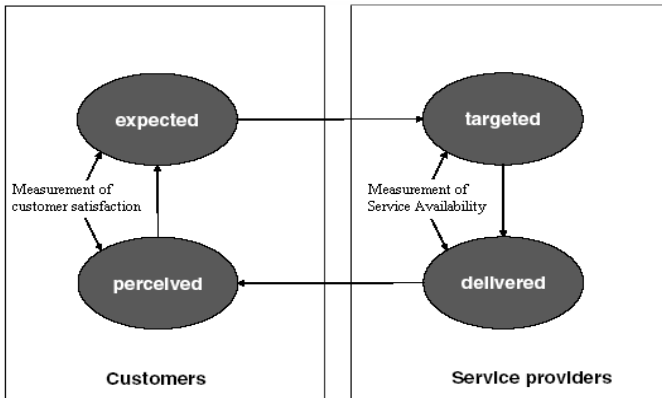 expected
targeted
Measurement of
customer satisfaction
Measurement of
Service Availability
perceived
delivered
Customers
Service providers